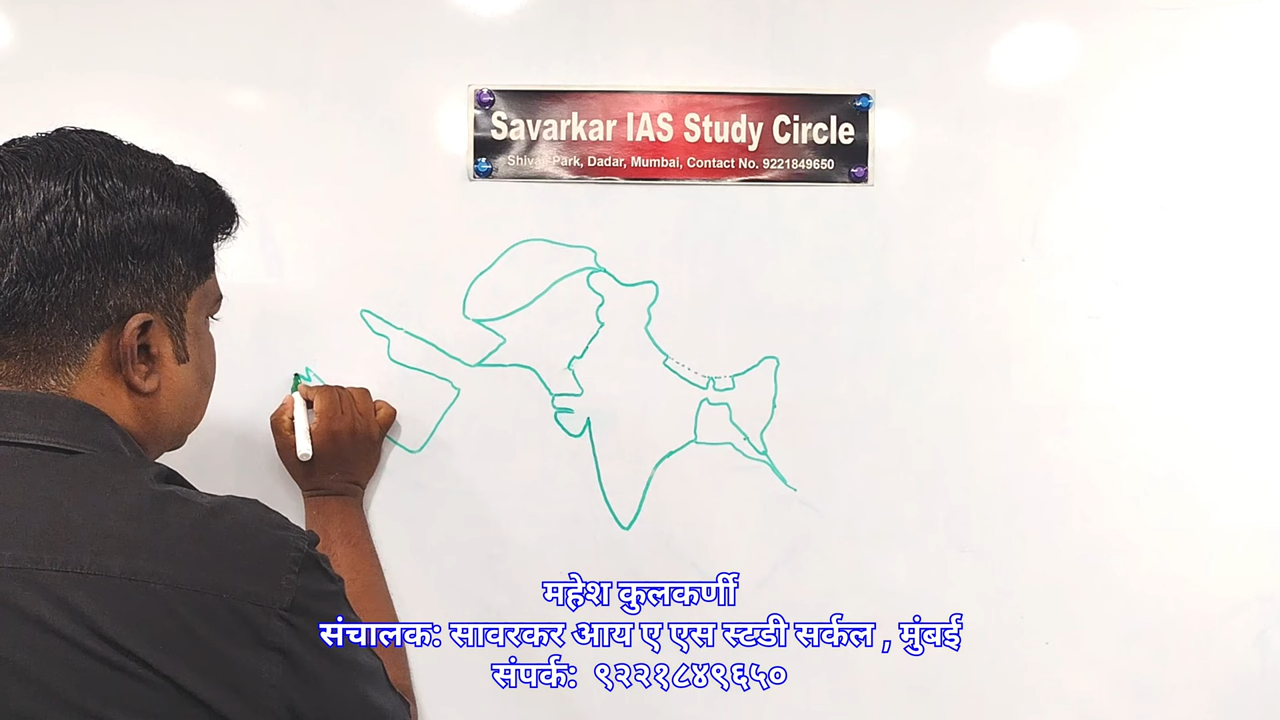 Savarkar IAS Study Circle
Shivaji Park, Dadar, Mumbai, Contact No. 9221849650
महेश कुलकर्णी
संचालक: सावरकर आय ए एस स्टडी सर्कल , मुंबई
संपर्क: ९२२१८४९६५०